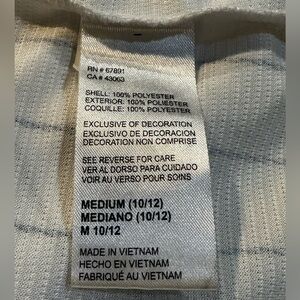 RN # 67891
CA # 43063
SHELL: 100% POLYESTER
EXTERIOR: 100% POLIESTER
COQUILLE: 100% POLYESTER
EXCLUSIVE OF DECORATION
EXCLUSIVO DE DECORACION
DECORATION NON COMPRISE
SEE REVERSE FOR CARE
VER AL DORSO PARA CUIDADO
VOIR AU VERSO POUR SOINS
MEDIUM (10/12)
MEDIANO (10/12)
M 10/12
MADE IN VIETNAM
HECHO EN VIETNAM
FABRIQUÉ AU VIETNAM